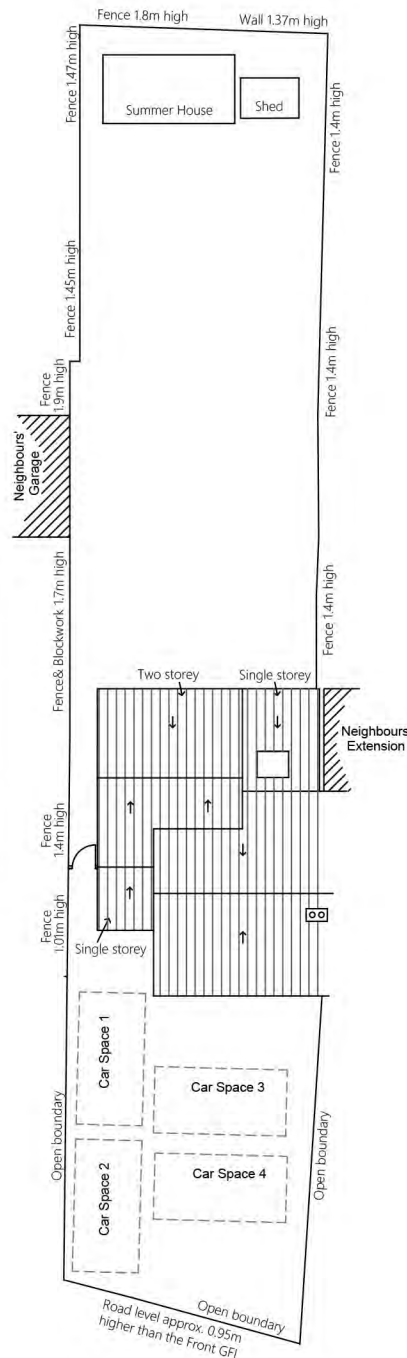 Fence 1.8m high
Wall 1.37m high
Fence 1.47m high
Summer House
Shed
Fence 1.4m high
Fence 1.45m high
Fence
1.9m high
Fence 1.4m high
Neighbours'
Garage
Fence& Blockwork 1.7m high
Fence 1.4m high
Two storey
Single storey
Neighbours
Extension
Fence
1.4m high
Fence
1.01m high
Single storey
Car Space 1
Car Space 3
Open boundary
Car Space 2
Car Space 4
Open boundary
Open boundary
Road level approx. 0.95m
higher than the Front GFL